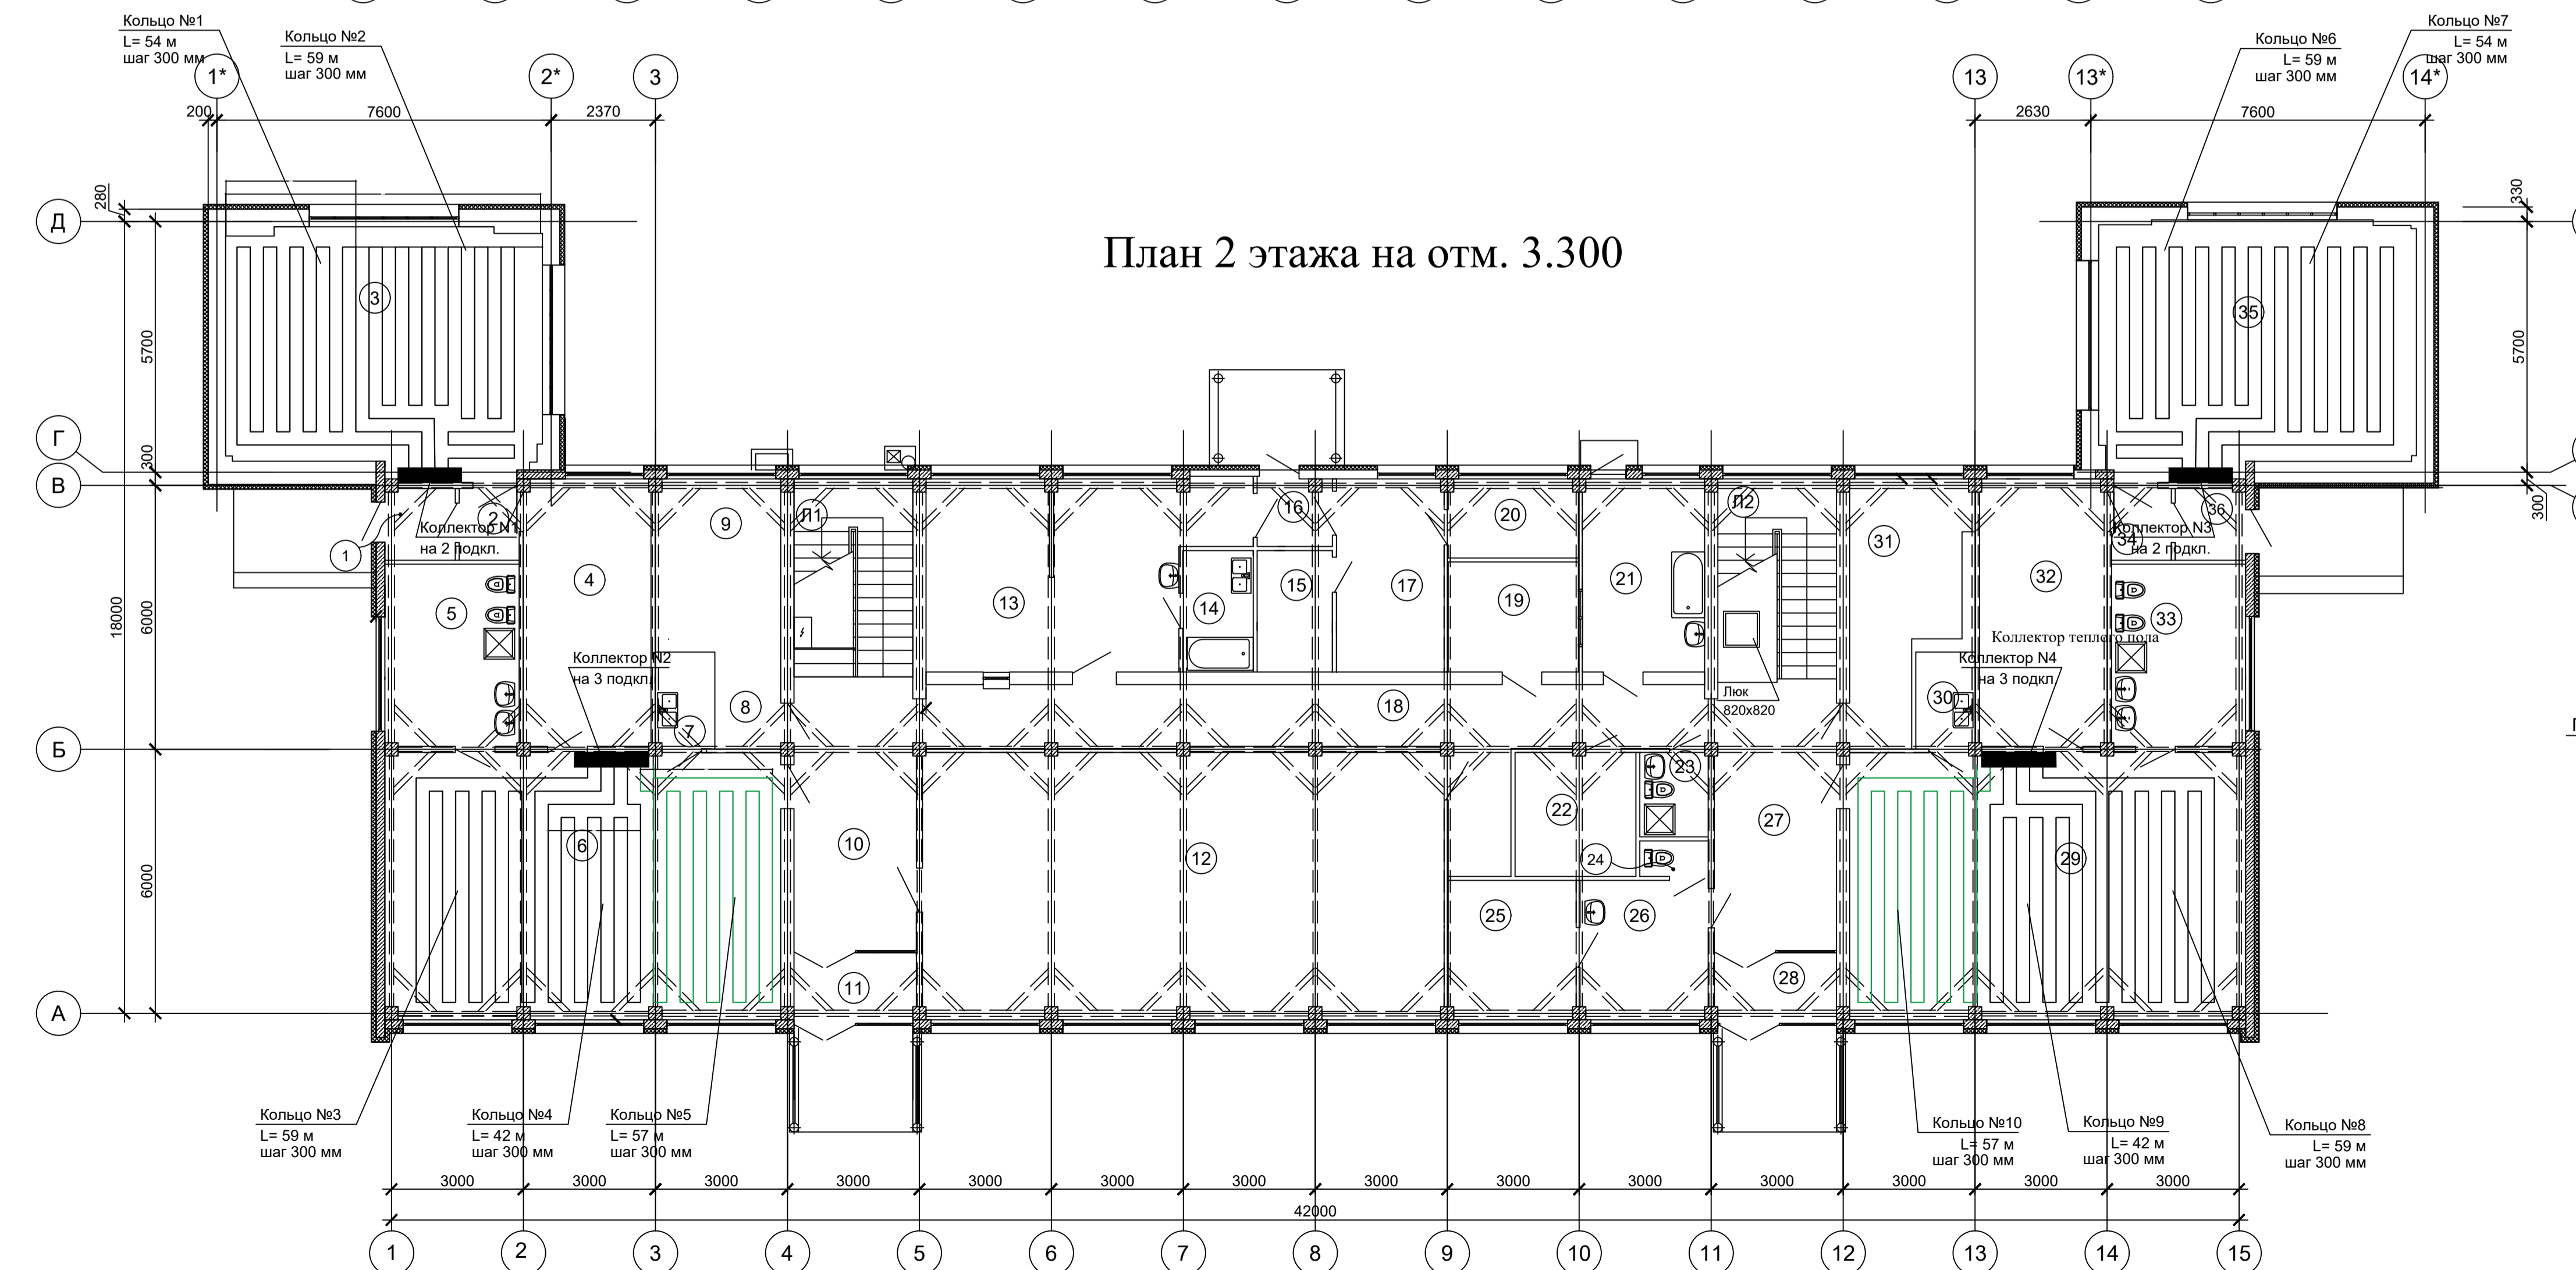 Кольцо №1
L= 54 м
шаг 300 мм
Кольцо №2
L= 59 м
шаг 300 мм
Кольцо №6
L= 59 м
шаг 300 мм
Кольцо №7
L= 54 м
шаг 300 мм
1*
2*
3
13
13*
14*
200
7600
2370
2630
7600
280
330
Д
План 2 этажа на отм. 3.300
3
35
5700
5700
Г
300
В
300
9
Л1
16
20
Л2
31
2
36
Коллектор N1
на 2 подкл.
Коллектор N3
на 2 подкл.
34
1
4
5
13
14
15
17
19
21
32
33
18000
6000
Коллектор теплого пола
Коллектор N2
на 3 подкл.
Коллектор N4
на 3 подкл.
Люк
820x820
30
8
18
7
Б
23
22
27
6
10
12
24
29
6000
25
26
28
11
А
Кольцо №3
L= 59 м
шаг 300 мм
Кольцо №4
L= 42 м
шаг 300 мм
Кольцо №5
L= 57 м
шаг 300 мм
Кольцо №10
L= 57 м
шаг 300 мм
Кольцо №9
L= 42 м
шаг 300 мм
Кольцо №8
L= 59 м
шаг 300 мм
3000 3000 3000 3000 3000 3000 3000 3000 3000 3000 3000 3000 3000 3000
42000
1 2 3 4 5 6 7 8 9 10 11 12 13 14 15